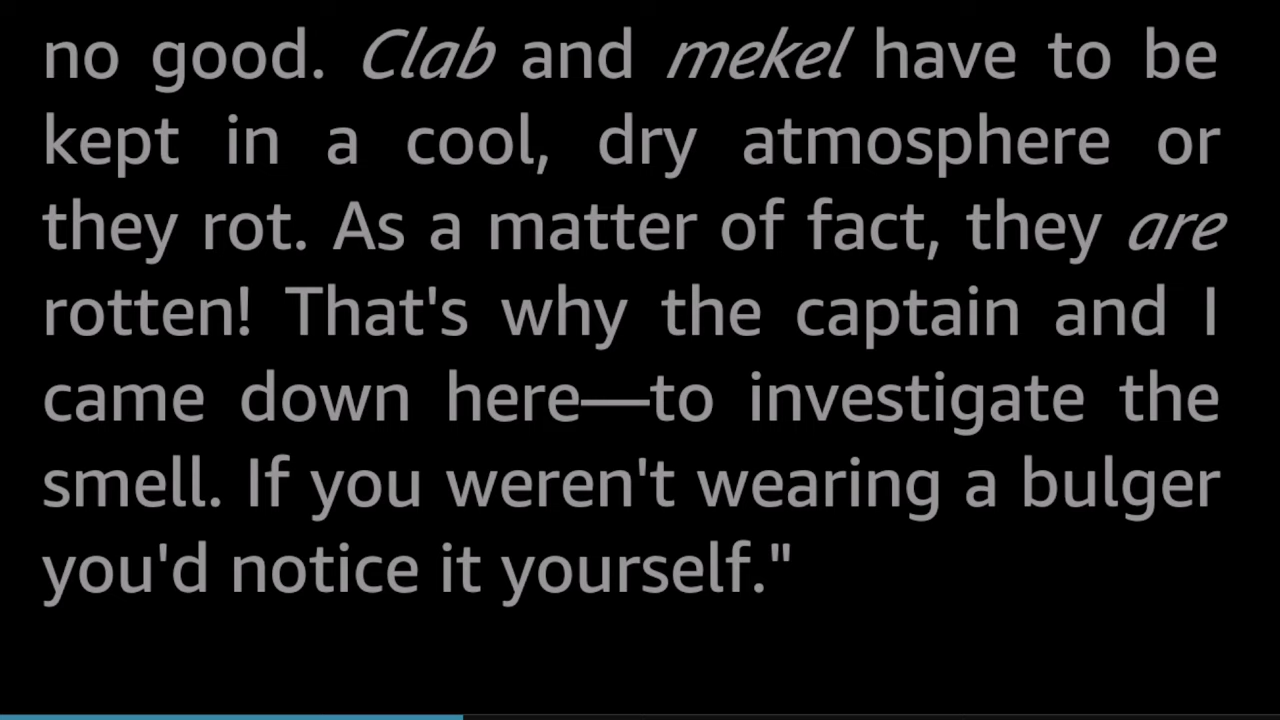 no good. Clab and mekel have to be
kept in a cool, dry atmosphere or
they rot. As a matter of fact, they are
rotten! That's why the captain and I
came down here—to investigate the
smell. If you weren't wearing a bulger
you'd notice it yourself."